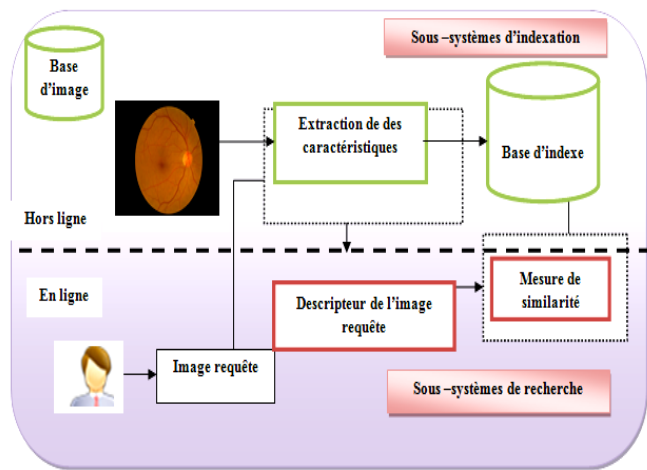 Sous –systèmes d'indexation
Base
d'image
Extraction de des
caractéristiques
Base d'indexe
Hors ligne
En ligne
Mesure de
similarité
Descripteur de l'image
requête
Image requête
Sous –systèmes de recherche